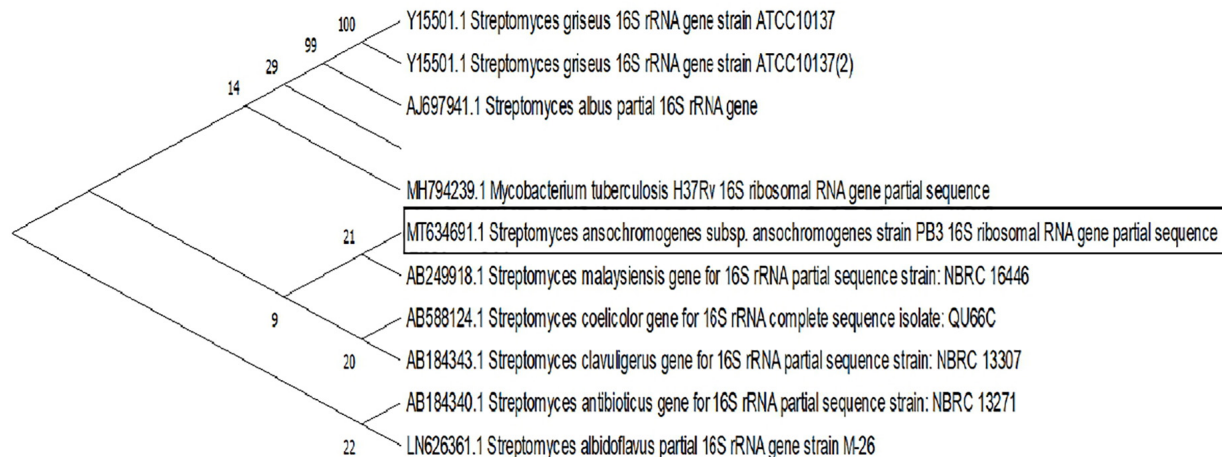 100
Y15501.1 Streptomyces griseus 16S rRNA gene strain ATCC10137
99
Y15501.1 Streptomyces griseus 16S rRNA gene strain ATCC10137(2)
29
AJ697941.1 Streptomyces albus partial 16S rRNA gene
14
MH794239.1 Mycobacterium tuberculosis H37Rv 16S ribosomal RNA gene partial sequence
21
MT634691.1 Streptomyces ansochromogenes subsp. ansochromogenes strain PB3 16S ribosomal RNA gene partial sequence
AB249918.1 Streptomyces malaysiensis gene for 16S rRNA partial sequence strain: NBRC 16446
9
AB588124.1 Streptomyces coelicolor gene for 16S rRNA complete sequence isolate: QU66C
20
AB184343.1 Streptomyces clavuligerus gene for 16S rRNA partial sequence strain: NBRC 13307
AB184340.1 Streptomyces antibioticus gene for 16S rRNA partial sequence strain: NBRC 13271
22
LN626361.1 Streptomyces albidoflavus partial 16S rRNA gene strain M-26